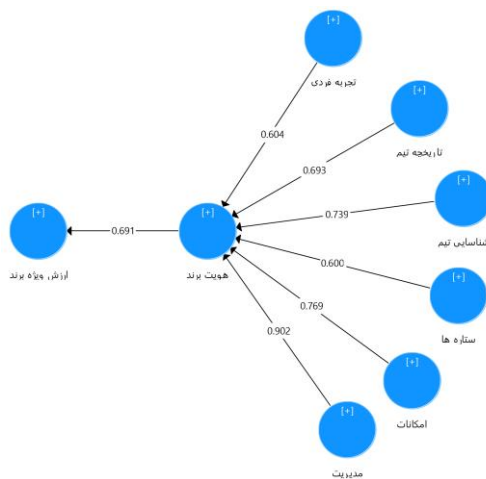 [+]
تجربه فردی
[+]
تاریخچه تیم
[+]
شناسایی تیم
[+]
ستاره ها
[+]
امکانات
[+]
مدیریت
0.604
0.693
0.739
0.600
0.769
0.902
[+]
هویت برند
0.691
[+]
ارزش ویژه برند